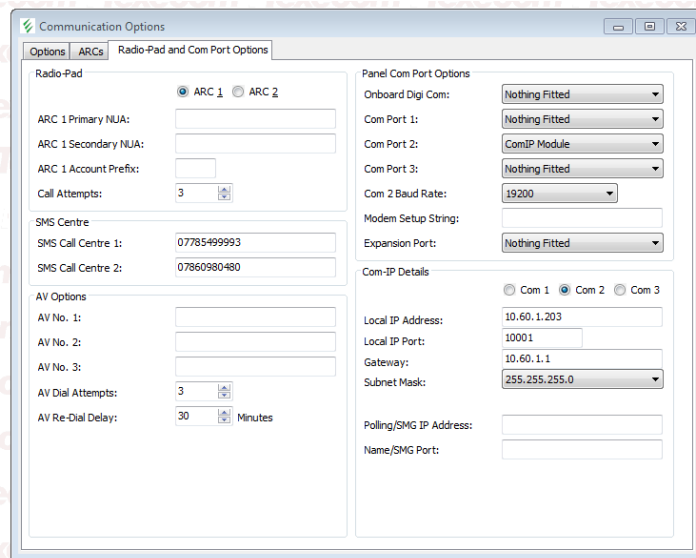 Communication Options
Options
ARCs
Radio-Pad and Com Port Options
Radio-Pad
ARC 1
ARC 2
ARC 1 Primary NUA:
ARC 1 Secondary NUA:
ARC 1 Account Prefix:
Call Attempts:
3
SMS Centre
SMS Call Centre 1:
07785499993
SMS Call Centre 2:
07860980480
AV Options
AV No. 1:
AV No. 2:
AV No. 3:
AV Dial Attempts:
3
AV Re-Dial Delay:
30
Minutes
Panel Com Port Options
Onboard Digi Com:
Nothing Fitted
Com Port 1:
Nothing Fitted
Com Port 2:
ComIP Module
Com Port 3:
Nothing Fitted
Com 2 Baud Rate:
19200
Modem Setup String:
Expansion Port:
Nothing Fitted
Com-IP Details
Com 1
Com 2
Com 3
Local IP Address:
10.60.1.203
Local IP Port:
10001
Gateway:
10.60.1.1
Subnet Mask:
255.255.255.0
Polling/SMG IP Address:
Name/SMG Port: